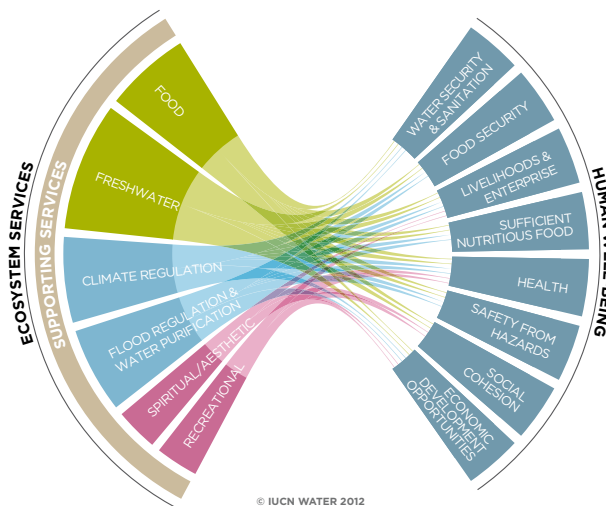 ECOSYSTEM SERVICES
SUPPORTING SERVICES
FOOD
FRESHWATER
CLIMATE REGULATION
FLOOD REGULATION &
WATER PURIFICATION
SPIRITUAL/AESTHETIC
RECREATIONAL
WATER SECURITY
& SANITATION
FOOD SECURITY
LIVELIHOODS &
ENTERPRISE
SUFFICIENT
NUTRITIOUS FOOD
HEALTH
SAFETY FROM
HAZARDS
SOCIAL
COHESION
ECONOMIC
DEVELOPMENT
OPPORTUNITIES
HUMAN WELL-BEING
© IUCN WATER 2012